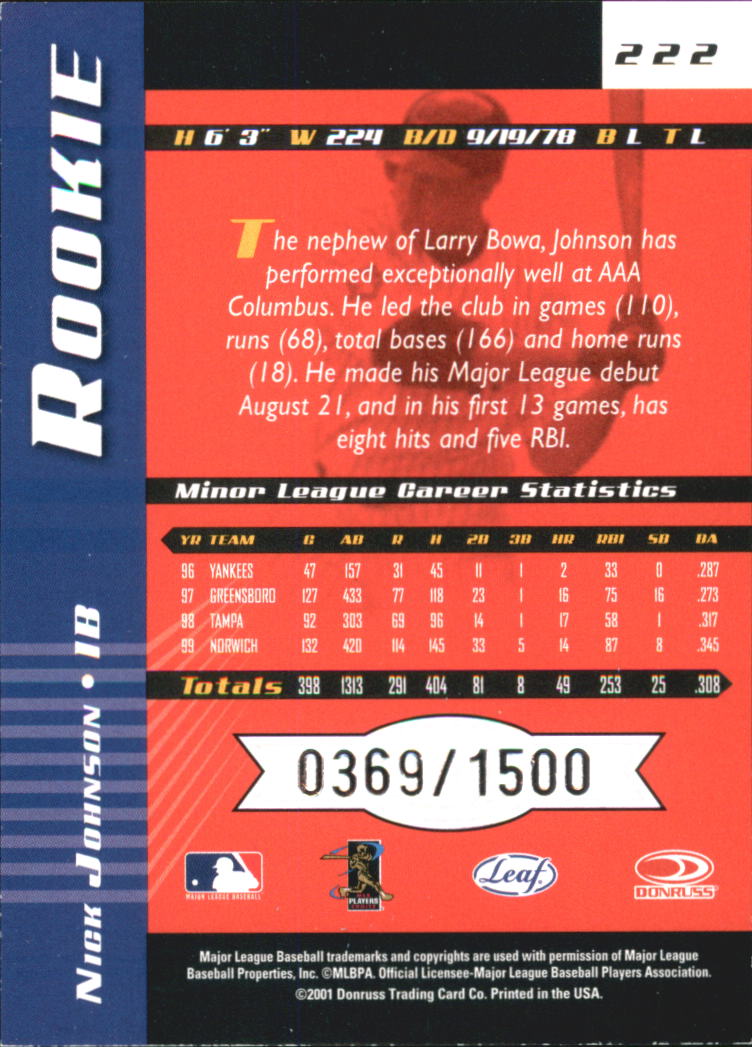 222
ROOKIE
NICK JOHNSON • 1B
H 6' 3" W 224 B/D 9/19/78 B L T L
The nephew of Larry Bowa, Johnson has
performed exceptionally well at AAA
Columbus. He led the club in games (110),
runs (68), total bases (166) and home runs
(18). He made his Major League debut
August 21, and in his first 13 games, has
eight hits and five RBI.
Minor League Career Statistics
YR TEAM G AB R H 2B 3B HR RBI SB BA
96 YANKEES 47 157 31 45 11 1 2 33 0 .287
97 GREENSBORO 127 433 77 118 23 1 16 75 16 .273
98 TAMPA 92 303 69 96 14 1 17 58 1 .317
99 NORWICH 132 420 114 145 33 5 14 87 8 .345
Totals 398 1313 291 404 81 8 49 253 25 .308
0369/1500
MAJOR LEAGUE BASEBALL
PLAYERS
CHOICE
Leaf
DONRUSS
Major League Baseball trademarks and copyrights are used with permission of Major League
Baseball Properties, Inc. ©MLBPA. Official Licensee-Major League Baseball Players Association.
©2001 Donruss Trading Card Co. Printed in the USA.